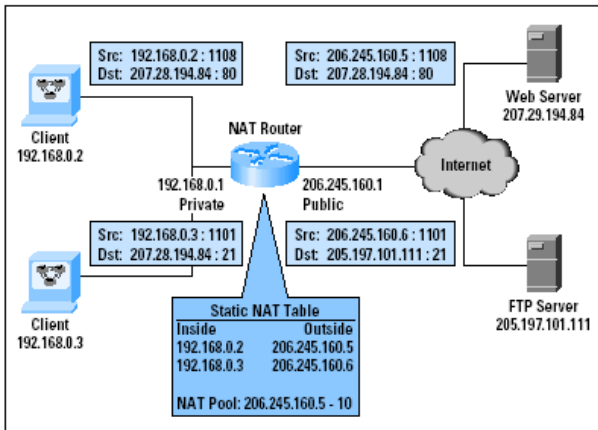 Src: 192.168.0.2 : 1108
Dst: 207.28.194.84 : 80
Src: 206.245.160.5 : 1108
Dst: 207.28.194.84 : 80
Client
192.168.0.2
NAT Router
Web Server
207.29.194.84
Internet
192.168.0.1
Private
206.245.160.1
Public
Src: 192.168.0.3 : 1101
Dst: 207.28.194.84 : 21
Src: 206.245.160.6 : 1101
Dst: 205.197.101.111 : 21
Client
192.168.0.3
FTP Server
205.197.101.111
Static NAT Table
Inside Outside
192.168.0.2 206.245.160.5
192.168.0.3 206.245.160.6
NAT Pool: 206.245.160.5 - 10